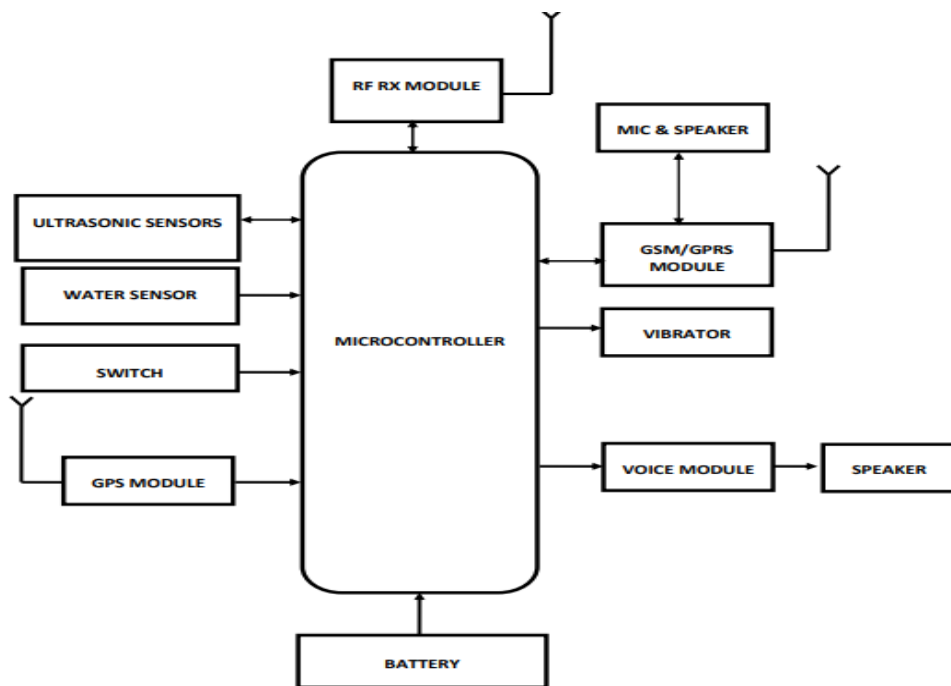 RF RX MODULE
MIC & SPEAKER
ULTRASONIC SENSORS
GSM/GPRS
MODULE
WATER SENSOR
MICROCONTROLLER
VIBRATOR
SWITCH
GPS MODULE
VOICE MODULE
SPEAKER
BATTERY